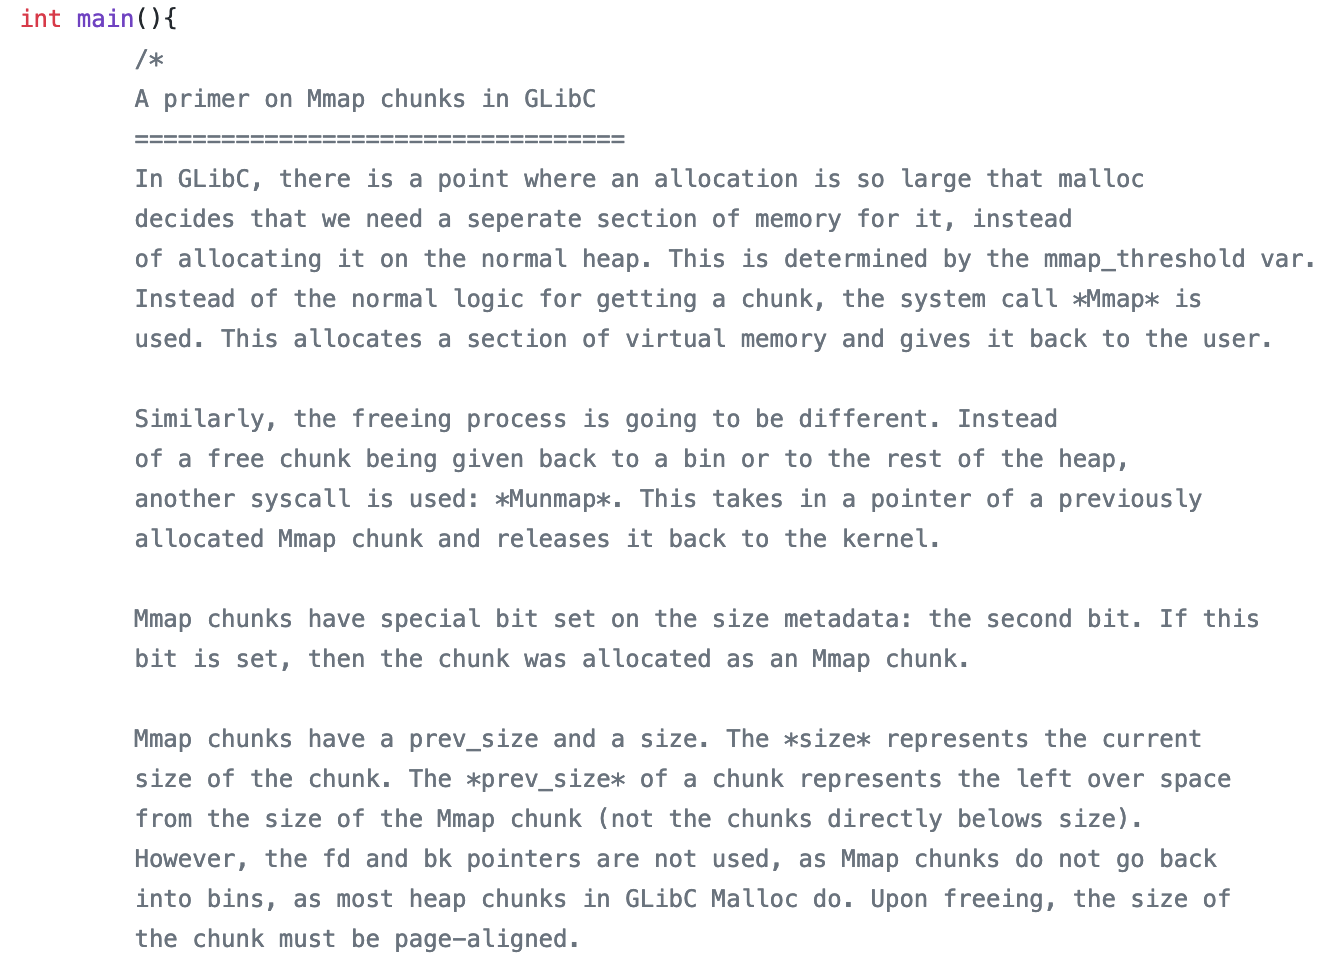 int main(){
/*
A primer on Mmap chunks in GLibC
==================================
In GLibC, there is a point where an allocation is so large that malloc
decides that we need a seperate section of memory for it, instead
of allocating it on the normal heap. This is determined by the mmap_threshold var.
Instead of the normal logic for getting a chunk, the system call *Mmap* is
used. This allocates a section of virtual memory and gives it back to the user.
Similarly, the freeing process is going to be different. Instead
of a free chunk being given back to a bin or to the rest of the heap,
another syscall is used: *Munmap*. This takes in a pointer of a previously
allocated Mmap chunk and releases it back to the kernel.
Mmap chunks have special bit set on the size metadata: the second bit. If this
bit is set, then the chunk was allocated as an Mmap chunk.
Mmap chunks have a prev_size and a size. The *size* represents the current
size of the chunk. The *prev_size* of a chunk represents the left over space
from the size of the Mmap chunk (not the chunks directly belows size).
However, the fd and bk pointers are not used, as Mmap chunks do not go back
into bins, as most heap chunks in GLibC Malloc do. Upon freeing, the size of
the chunk must be page-aligned.